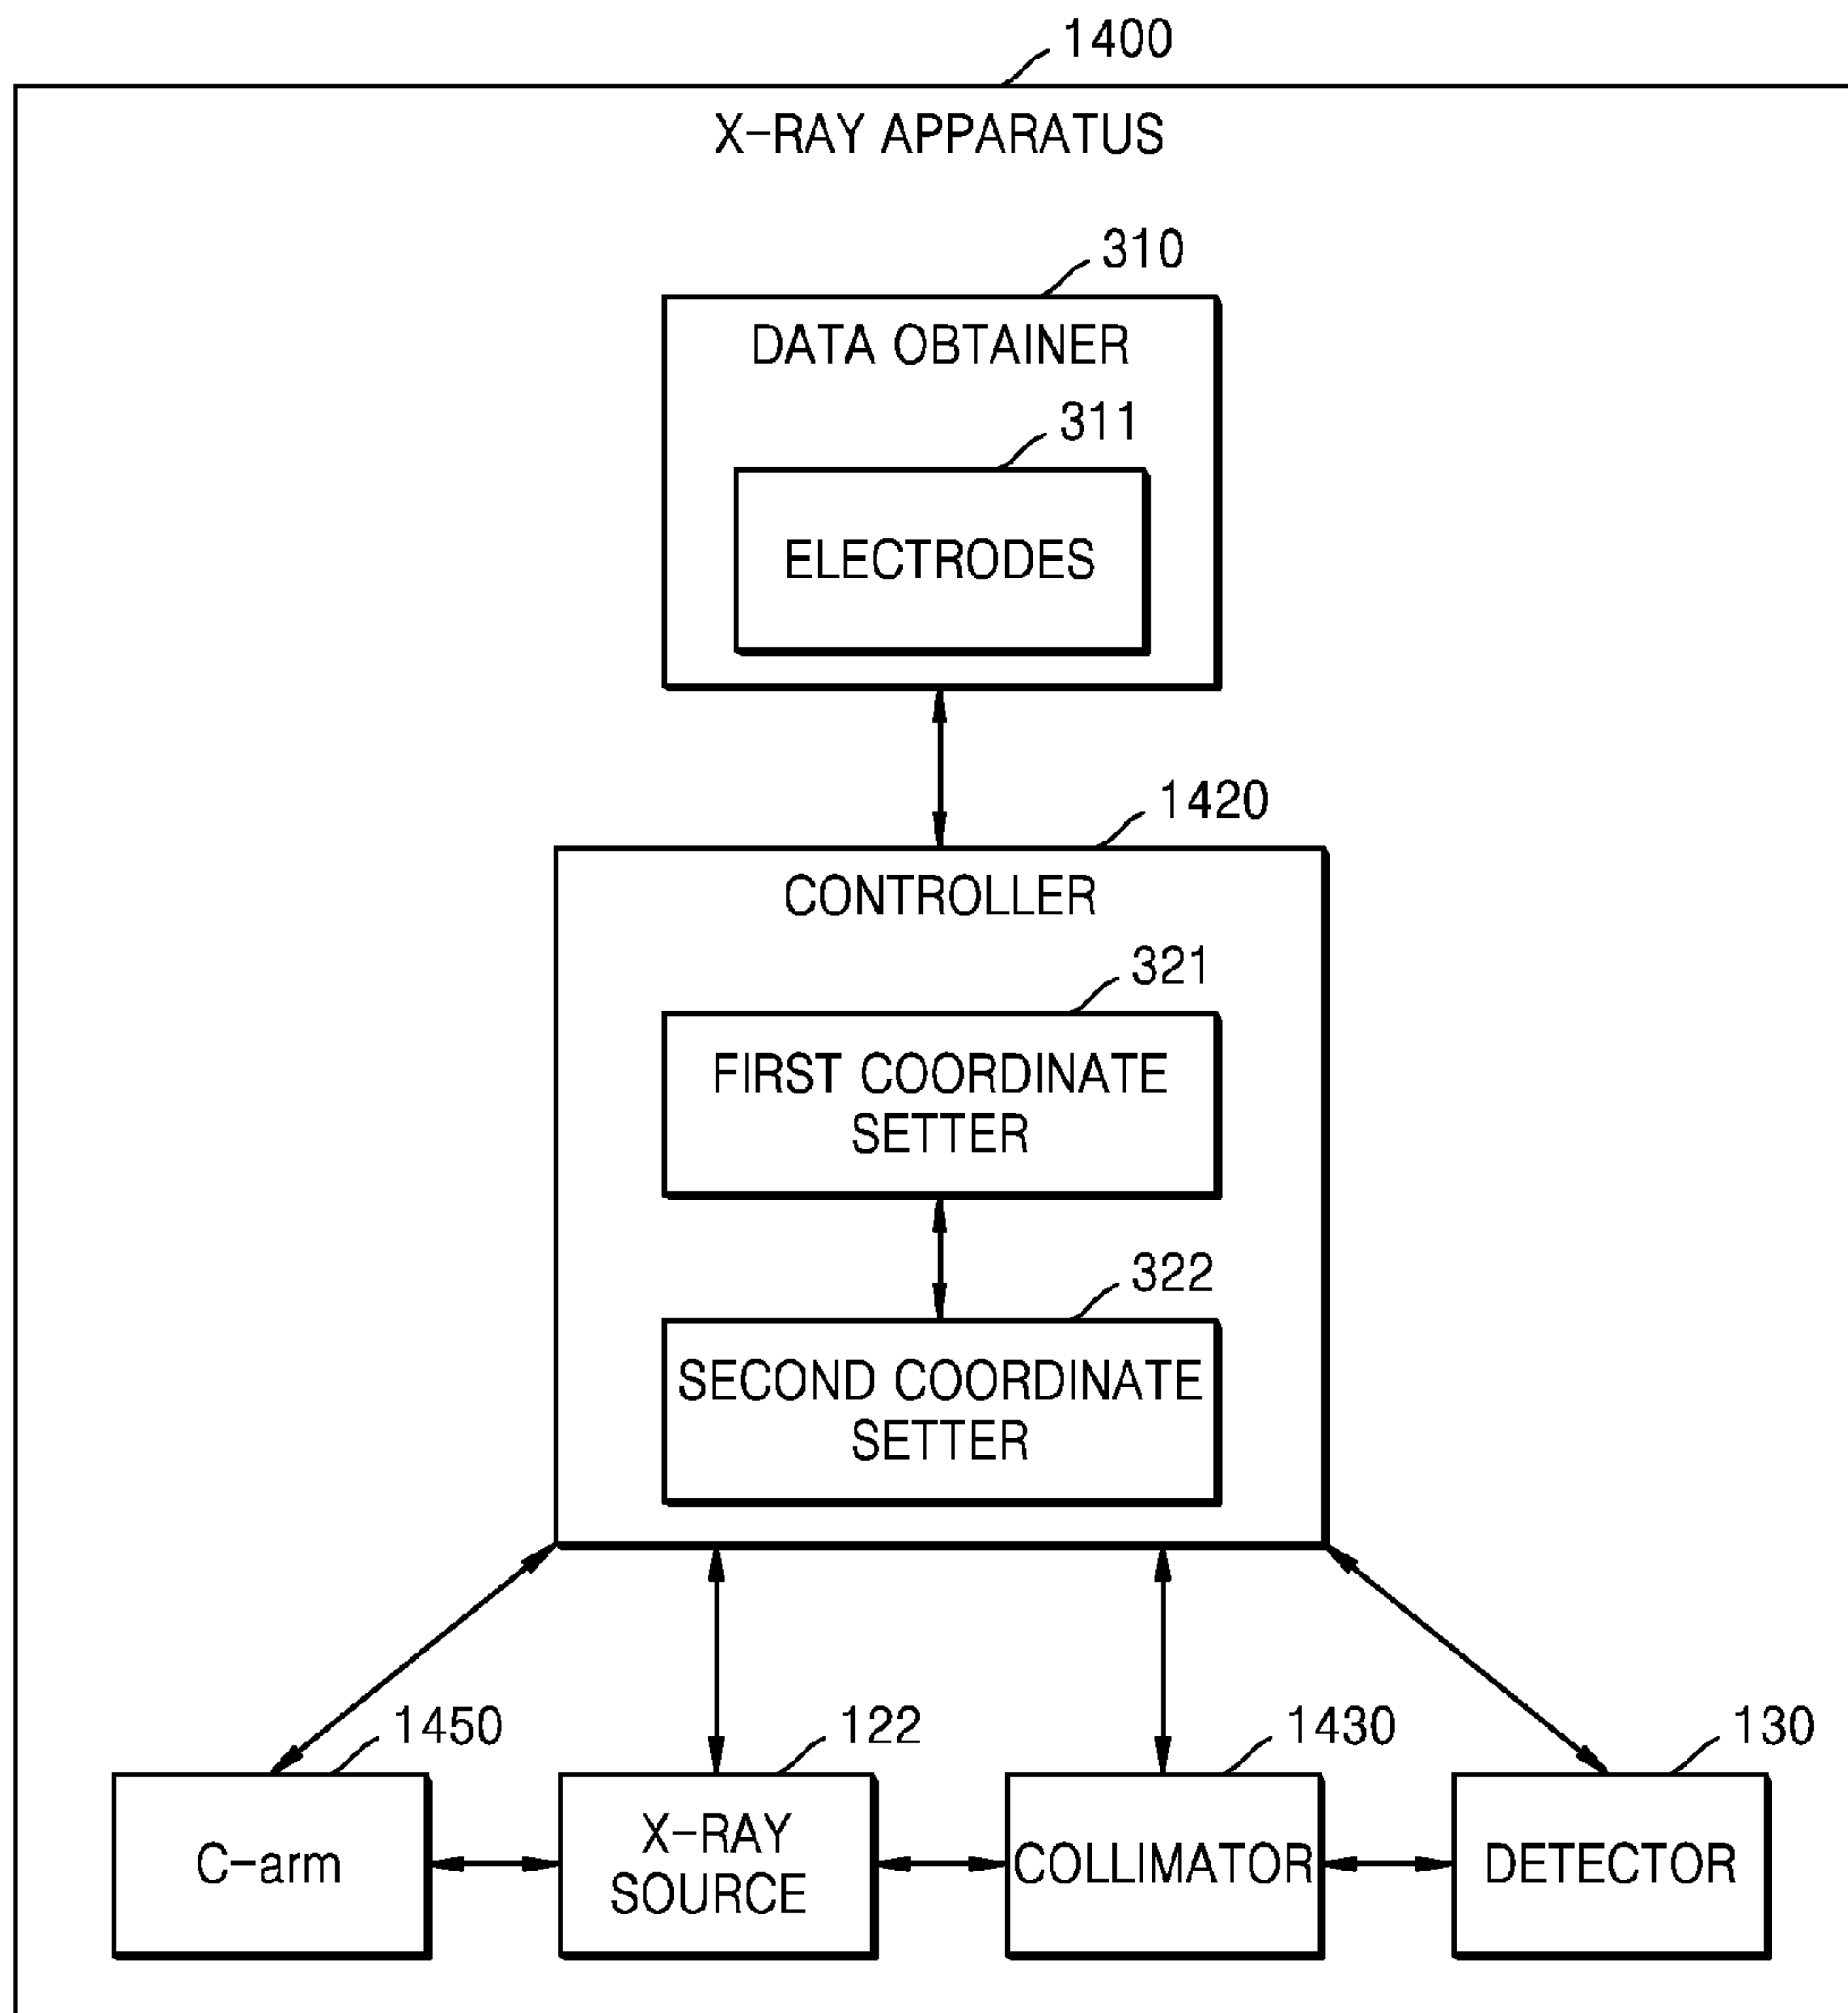 1400
X-RAY APPARATUS
310
DATA OBTAINER
311
ELECTRODES
1420
CONTROLLER
321
FIRST COORDINATE
SETTER
322
SECOND COORDINATE
SETTER
1450
122
1430
130
C-arm
X-RAY
SOURCE
COLLIMATOR
DETECTOR